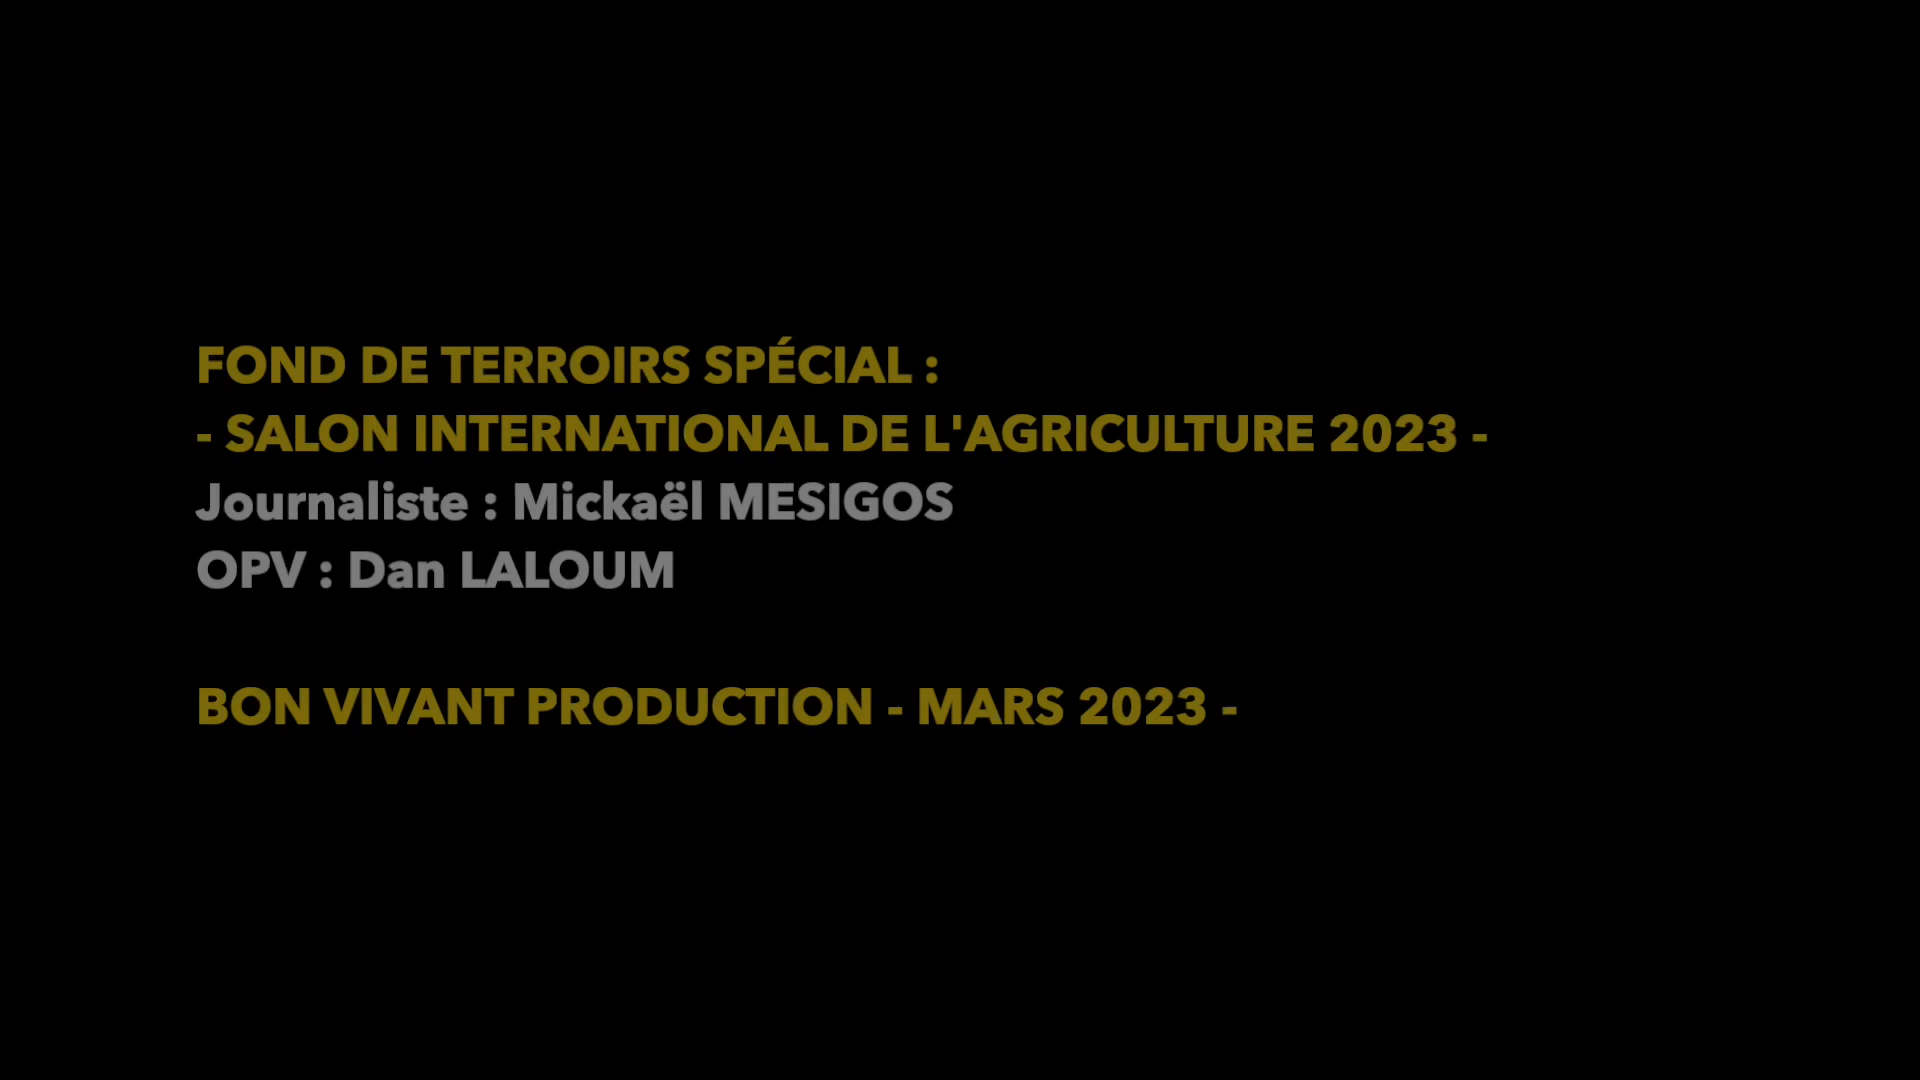 FOND DE TERROIRS SPÉCIAL :
- SALON INTERNATIONAL DE L'AGRICULTURE 2023 -
Journaliste : Mickaël MESIGOS
OPV : Dan LALOUM
BON VIVANT PRODUCTION - MARS 2023 -